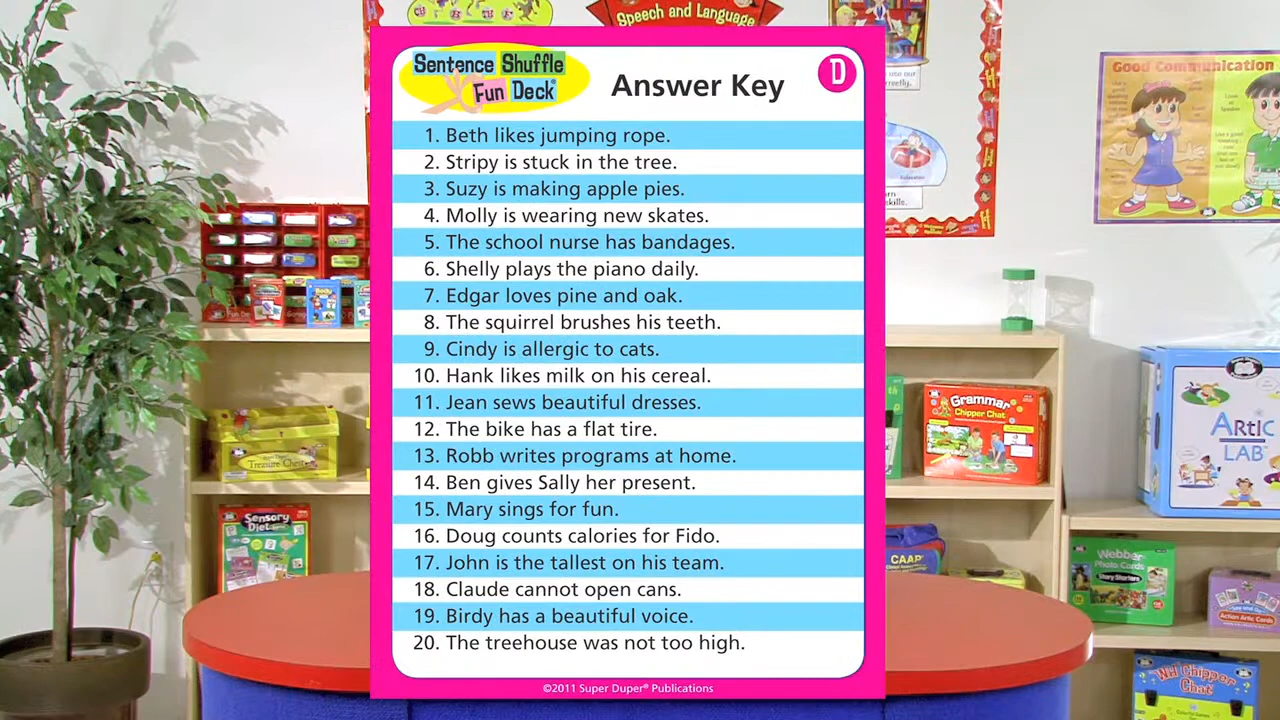 Speech and Language
Sentence Shuffle
Fun Deck
Answer Key
D
1. Beth likes jumping rope.
2. Stripy is stuck in the tree.
3. Suzy is making apple pies.
4. Molly is wearing new skates.
5. The school nurse has bandages.
6. Shelly plays the piano daily.
7. Edgar loves pine and oak.
8. The squirrel brushes his teeth.
9. Cindy is allergic to cats.
10. Hank likes milk on his cereal.
11. Jean sews beautiful dresses.
12. The bike has a flat tire.
13. Robb writes programs at home.
14. Ben gives Sally her present.
15. Mary sings for fun.
16. Doug counts calories for Fido.
17. John is the tallest on his team.
18. Claude cannot open cans.
19. Birdy has a beautiful voice.
20. The treehouse was not too high.
©2011 Super Duper® Publications
Good Communication
Grammar
Chipper Chat
Artic
LAB
Treasure Chest
Sensory
Diet
CAAP
Webber
Photo Cards
Story Starters
Action Artic Cards
WH Chipper
Chat